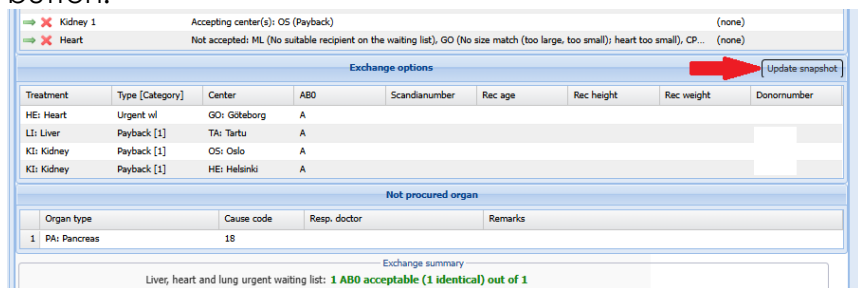 button.
Kidney 1 Accepting center(s): OS (Payback) (none)
Heart Not accepted: ML (No suitable recipient on the waiting list), GO (No size match (too large, too small); heart too small), CP... (none)
Exchange options Update snapshot
Treatment Type [Category] Center AB0 Scandianumber Rec age Rec height Rec weight Donornumber
HE: Heart Urgent wl GO: Göteborg A
LI: Liver Payback [1] TA: Tartu A
KI: Kidney Payback [1] OS: Oslo A
KI: Kidney Payback [1] HE: Helsinki A
Not procured organ
Organ type Cause code Resp. doctor Remarks
1 PA: Pancreas 18
Exchange summary
Liver, heart and lung urgent waiting list: 1 AB0 acceptable (1 identical) out of 1